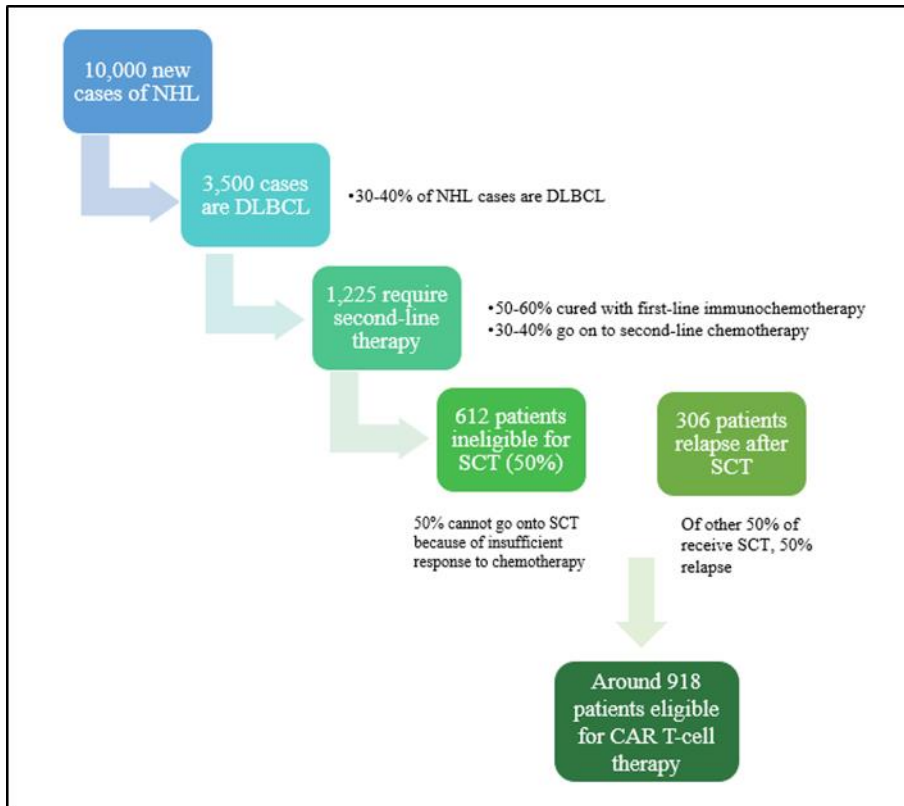 10,000 new
cases of NHL
3,500 cases
are DLBCL
•30-40% of NHL cases are DLBCL
1,225 require
second-line
therapy
•50-60% cured with first-line immunochemotherapy
•30-40% go on to second-line chemotherapy
612 patients
ineligible for
SCT (50%)
306 patients
relapse after
SCT
50% cannot go onto SCT
because of insufficient
response to chemotherapy
Of other 50% of
receive SCT, 50%
relapse
Around 918
patients eligible
for CAR T-cell
therapy